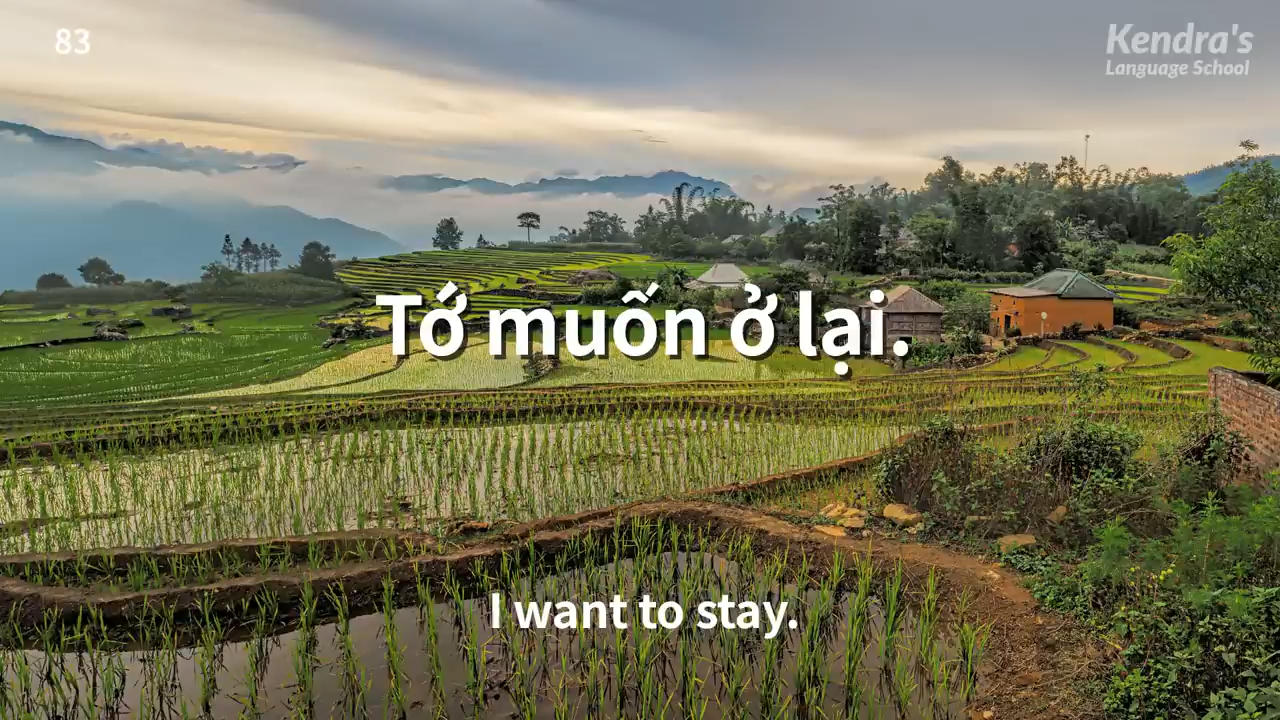 83
Kendra's
Language School
Tớ muốn ở lại.
I want to stay.